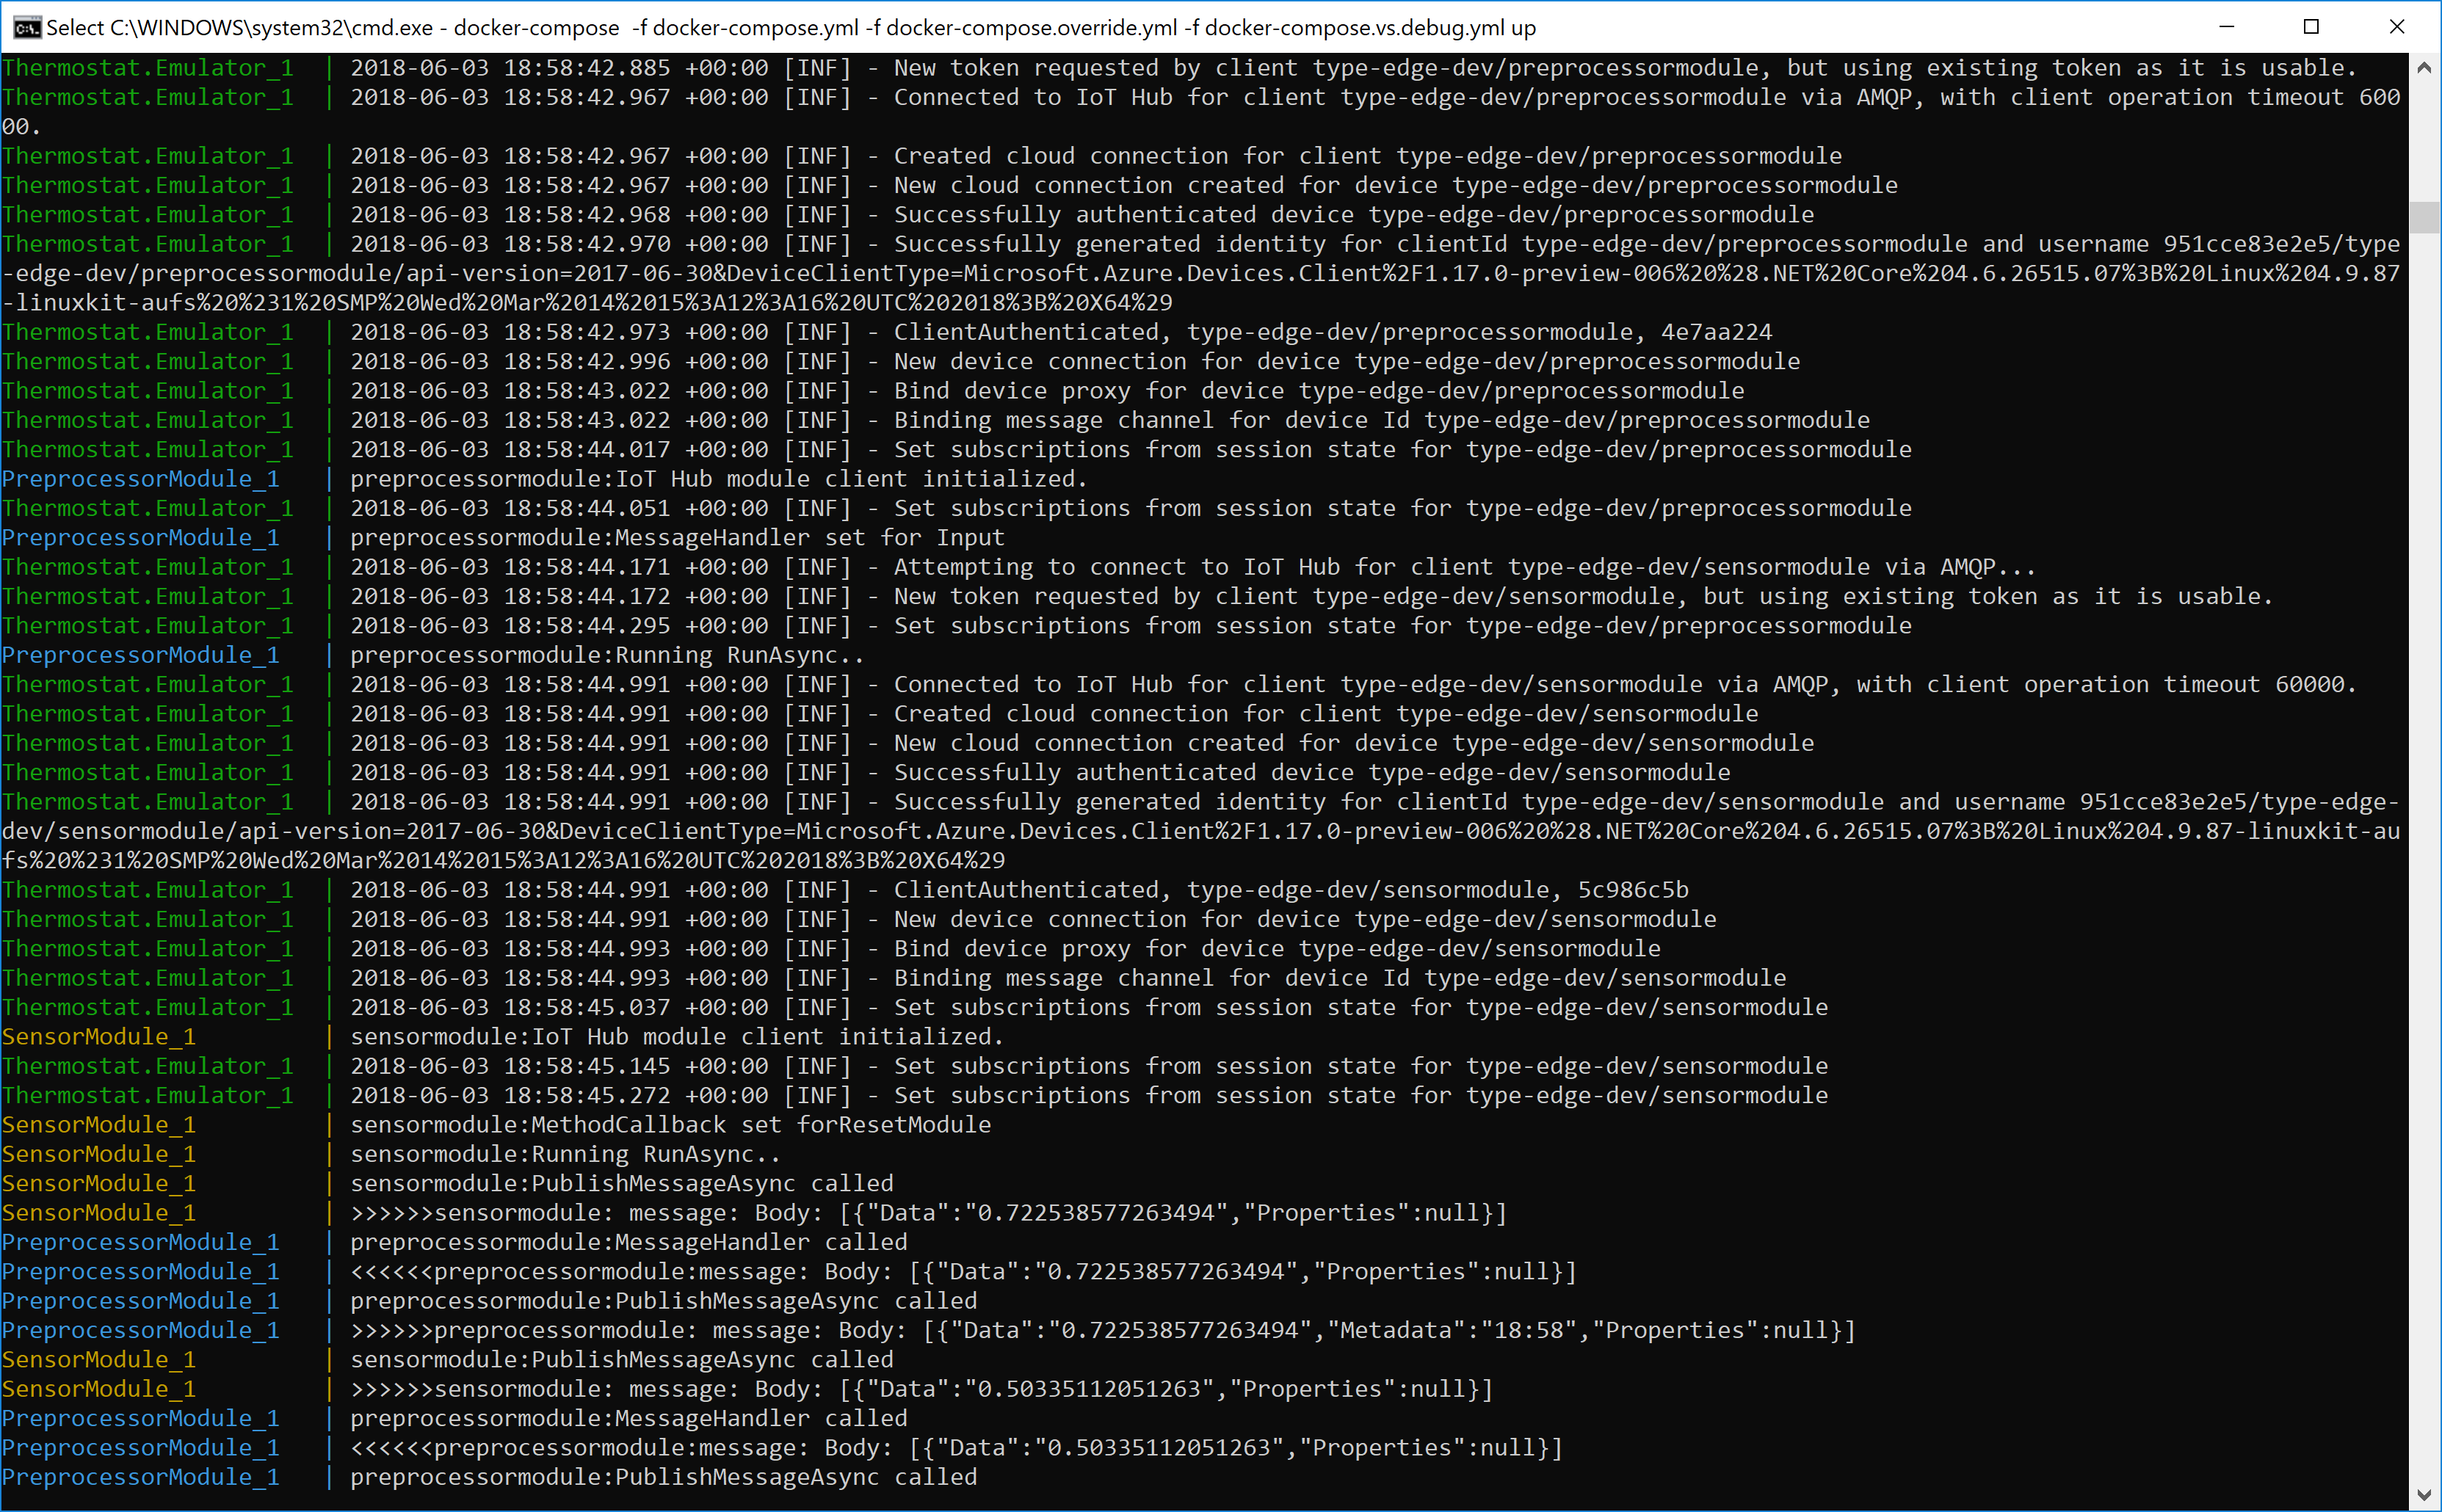 Select C:\WINDOWS\system32\cmd.exe - docker-compose  -f docker-compose.yml -f docker-compose.override.yml -f docker-compose.vs.debug.yml up
Thermostat.Emulator_1  | 2018-06-03 18:58:42.885 +00:00 [INF] - New token requested by client type-edge-dev/preprocessormodule, but using existing token as it is usable.
Thermostat.Emulator_1  | 2018-06-03 18:58:42.967 +00:00 [INF] - Connected to IoT Hub for client type-edge-dev/preprocessormodule via AMQP, with client operation timeout 600
00.
Thermostat.Emulator_1  | 2018-06-03 18:58:42.967 +00:00 [INF] - Created cloud connection for client type-edge-dev/preprocessormodule
Thermostat.Emulator_1  | 2018-06-03 18:58:42.967 +00:00 [INF] - New cloud connection created for device type-edge-dev/preprocessormodule
Thermostat.Emulator_1  | 2018-06-03 18:58:42.968 +00:00 [INF] - Successfully authenticated device type-edge-dev/preprocessormodule
Thermostat.Emulator_1  | 2018-06-03 18:58:42.970 +00:00 [INF] - Successfully generated identity for clientId type-edge-dev/preprocessormodule and username 951cce83e2e5/type
-edge-dev/preprocessormodule/api-version=2017-06-30&DeviceClientType=Microsoft.Azure.Devices.Client%2F1.17.0-preview-006%20%28.NET%20Core%204.6.26515.07%3B%20Linux%204.9.87
-linuxkit-aufs%20%231%20SMP%20Wed%20Mar%2014%2015%3A12%3A16%20UTC%202018%3B%20X64%29
Thermostat.Emulator_1  | 2018-06-03 18:58:42.973 +00:00 [INF] - ClientAuthenticated, type-edge-dev/preprocessormodule, 4e7aa224
Thermostat.Emulator_1  | 2018-06-03 18:58:42.996 +00:00 [INF] - New device connection for device type-edge-dev/preprocessormodule
Thermostat.Emulator_1  | 2018-06-03 18:58:43.022 +00:00 [INF] - Bind device proxy for device type-edge-dev/preprocessormodule
Thermostat.Emulator_1  | 2018-06-03 18:58:43.022 +00:00 [INF] - Binding message channel for device Id type-edge-dev/preprocessormodule
Thermostat.Emulator_1  | 2018-06-03 18:58:44.017 +00:00 [INF] - Set subscriptions from session state for type-edge-dev/preprocessormodule
PreprocessorModule_1   | preprocessormodule:IoT Hub module client initialized.
Thermostat.Emulator_1  | 2018-06-03 18:58:44.051 +00:00 [INF] - Set subscriptions from session state for type-edge-dev/preprocessormodule
PreprocessorModule_1   | preprocessormodule:MessageHandler set for Input
Thermostat.Emulator_1  | 2018-06-03 18:58:44.171 +00:00 [INF] - Attempting to connect to IoT Hub for client type-edge-dev/sensormodule via AMQP...
Thermostat.Emulator_1  | 2018-06-03 18:58:44.172 +00:00 [INF] - New token requested by client type-edge-dev/sensormodule, but using existing token as it is usable.
Thermostat.Emulator_1  | 2018-06-03 18:58:44.295 +00:00 [INF] - Set subscriptions from session state for type-edge-dev/preprocessormodule
PreprocessorModule_1   | preprocessormodule:Running RunAsync..
Thermostat.Emulator_1  | 2018-06-03 18:58:44.991 +00:00 [INF] - Connected to IoT Hub for client type-edge-dev/sensormodule via AMQP, with client operation timeout 60000.
Thermostat.Emulator_1  | 2018-06-03 18:58:44.991 +00:00 [INF] - Created cloud connection for client type-edge-dev/sensormodule
Thermostat.Emulator_1  | 2018-06-03 18:58:44.991 +00:00 [INF] - New cloud connection created for device type-edge-dev/sensormodule
Thermostat.Emulator_1  | 2018-06-03 18:58:44.991 +00:00 [INF] - Successfully authenticated device type-edge-dev/sensormodule
Thermostat.Emulator_1  | 2018-06-03 18:58:44.991 +00:00 [INF] - Successfully generated identity for clientId type-edge-dev/sensormodule and username 951cce83e2e5/type-edge-
dev/sensormodule/api-version=2017-06-30&DeviceClientType=Microsoft.Azure.Devices.Client%2F1.17.0-preview-006%20%28.NET%20Core%204.6.26515.07%3B%20Linux%204.9.87-linuxkit-au
fs%20%231%20SMP%20Wed%20Mar%2014%2015%3A12%3A16%20UTC%202018%3B%20X64%29
Thermostat.Emulator_1  | 2018-06-03 18:58:44.991 +00:00 [INF] - ClientAuthenticated, type-edge-dev/sensormodule, 5c986c5b
Thermostat.Emulator_1  | 2018-06-03 18:58:44.991 +00:00 [INF] - New device connection for device type-edge-dev/sensormodule
Thermostat.Emulator_1  | 2018-06-03 18:58:44.993 +00:00 [INF] - Bind device proxy for device type-edge-dev/sensormodule
Thermostat.Emulator_1  | 2018-06-03 18:58:44.993 +00:00 [INF] - Binding message channel for device Id type-edge-dev/sensormodule
Thermostat.Emulator_1  | 2018-06-03 18:58:45.037 +00:00 [INF] - Set subscriptions from session state for type-edge-dev/sensormodule
SensorModule_1         | sensormodule:IoT Hub module client initialized.
Thermostat.Emulator_1  | 2018-06-03 18:58:45.145 +00:00 [INF] - Set subscriptions from session state for type-edge-dev/sensormodule
Thermostat.Emulator_1  | 2018-06-03 18:58:45.272 +00:00 [INF] - Set subscriptions from session state for type-edge-dev/sensormodule
SensorModule_1         | sensormodule:MethodCallback set forResetModule
SensorModule_1         | sensormodule:Running RunAsync..
SensorModule_1         | sensormodule:PublishMessageAsync called
SensorModule_1         | >>>>>>sensormodule: message: Body: [{"Data":"0.722538577263494","Properties":null}]
PreprocessorModule_1   | preprocessormodule:MessageHandler called
PreprocessorModule_1   | <<<<<<preprocessormodule:message: Body: [{"Data":"0.722538577263494","Properties":null}]
PreprocessorModule_1   | preprocessormodule:PublishMessageAsync called
PreprocessorModule_1   | >>>>>>preprocessormodule: message: Body: [{"Data":"0.722538577263494","Metadata":"18:58","Properties":null}]
SensorModule_1         | sensormodule:PublishMessageAsync called
SensorModule_1         | >>>>>>sensormodule: message: Body: [{"Data":"0.50335112051263","Properties":null}]
PreprocessorModule_1   | preprocessormodule:MessageHandler called
PreprocessorModule_1   | <<<<<<preprocessormodule:message: Body: [{"Data":"0.50335112051263","Properties":null}]
PreprocessorModule_1   | preprocessormodule:PublishMessageAsync called